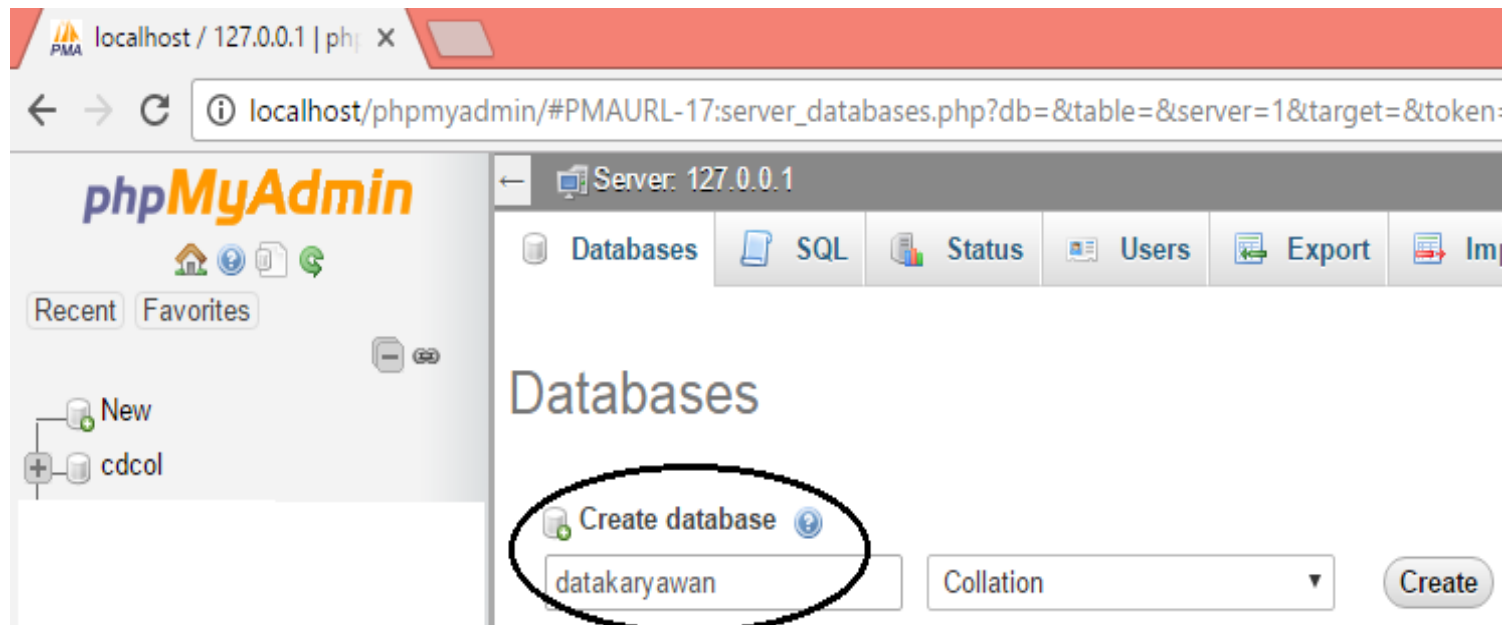 PMA localhost / 127.0.0.1 | ph
localhost/phpmyadmin/#PMAURL-17:server_databases.php?db=&table=&server=1&target=&token=
phpMyAdmin
Recent Favorites
New
cdcol
Server: 127.0.0.1
Databases SQL Status Users Export Imp
Databases
Create database
datakaryawan Collation Create